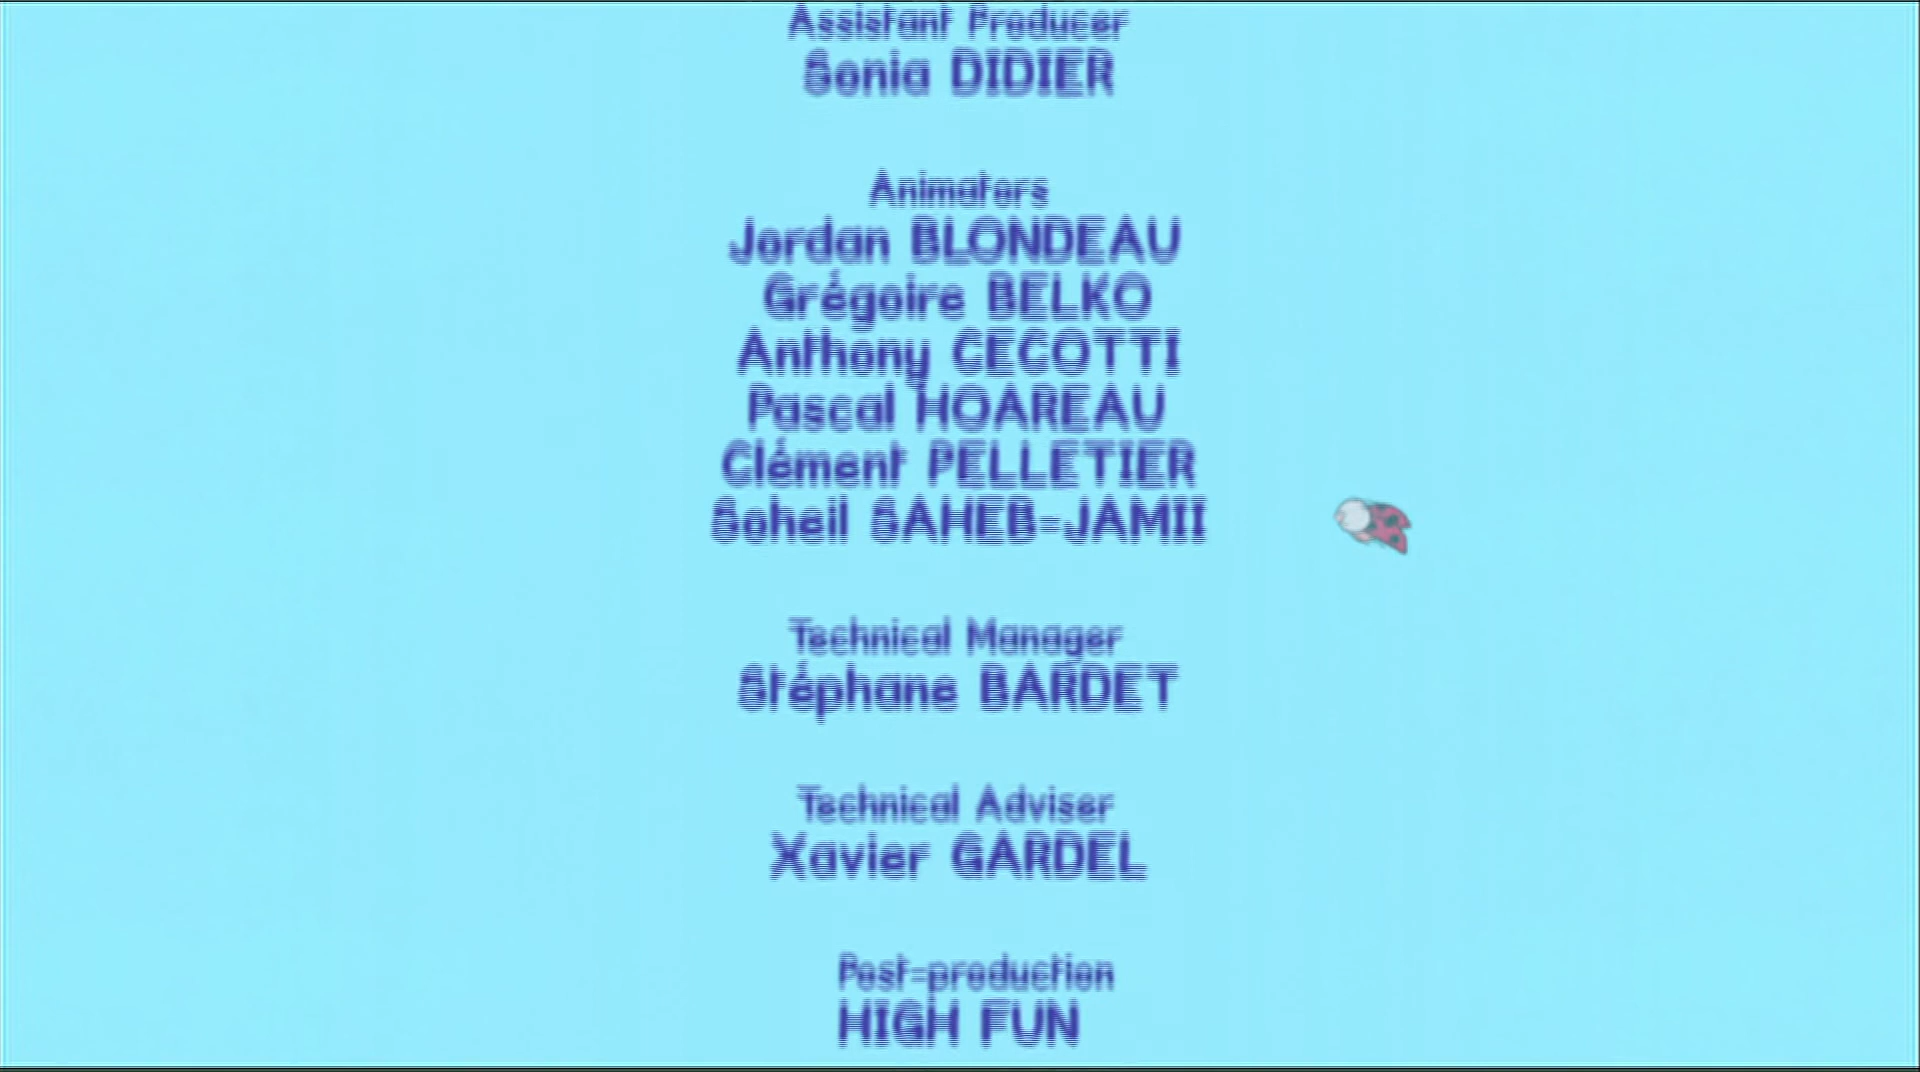 Assistant Producer
Sonia DIDIER
Animators
Jordan BLONDEAU
Grégoire BELKO
Anthony CECOTTI
Pascal HOAREAU
Clément PELLETIER
Soheil SAHEB-JAMII
Technical Manager
Stéphane BARDET
Technical Adviser
Xavier GARDEL
Post-production
HIGH FUN